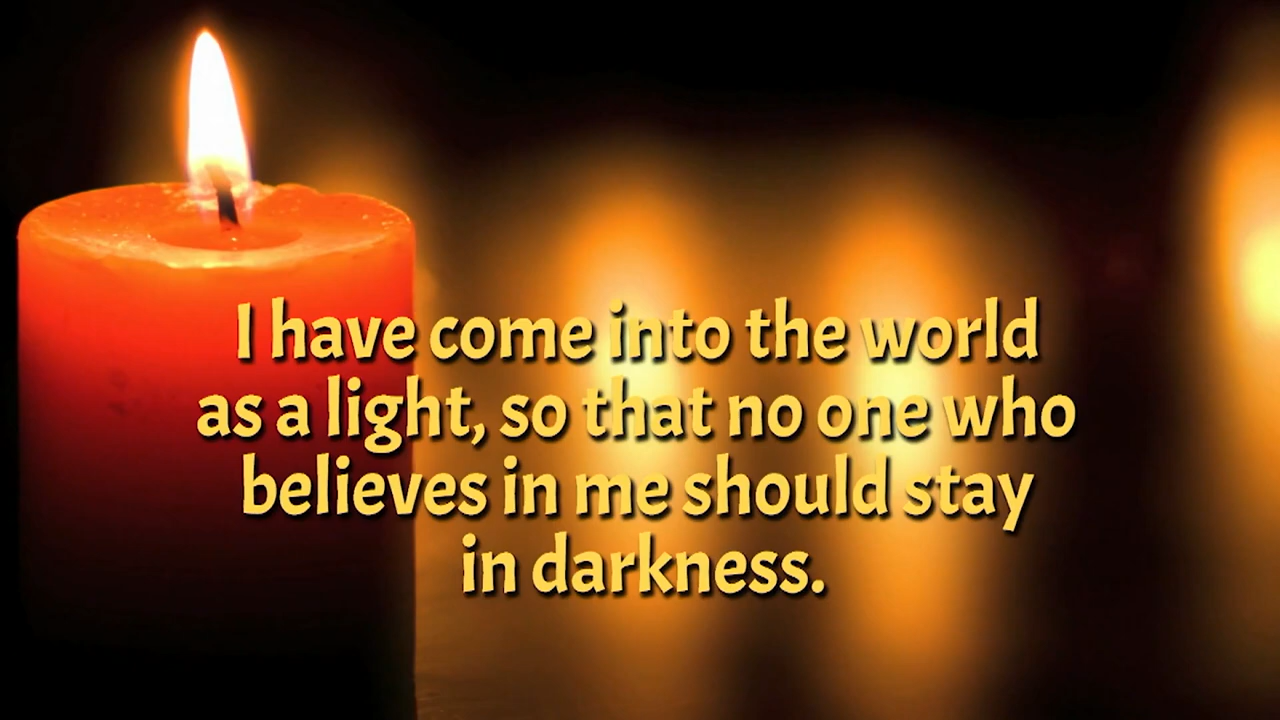 I have come into the world
as a light, so that no one who
believes in me should stay
in darkness.